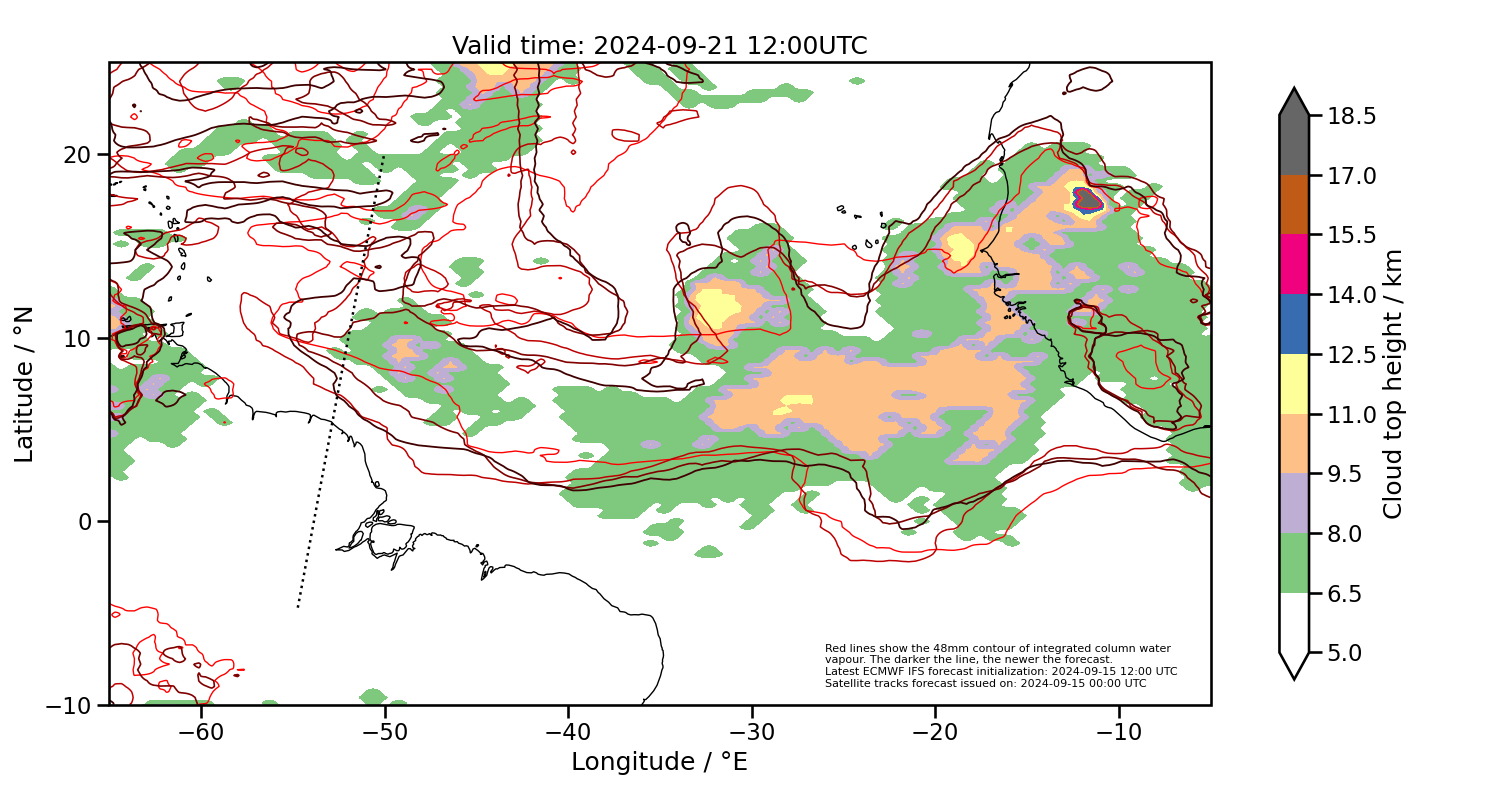 Valid time: 2024-09-21 12:00UTC
20
10
0
−10
Latitude / °N
−60
−50
−40
−30
−20
−10
Longitude / °E
Red lines show the 48mm contour of integrated column water
vapour. The darker the line, the newer the forecast.
Latest ECMWF IFS forecast initialization: 2024-09-15 12:00 UTC
Satellite tracks forecast issued on: 2024-09-15 00:00 UTC
18.5
17.0
15.5
14.0
12.5
11.0
9.5
8.0
6.5
5.0
Cloud top height / km